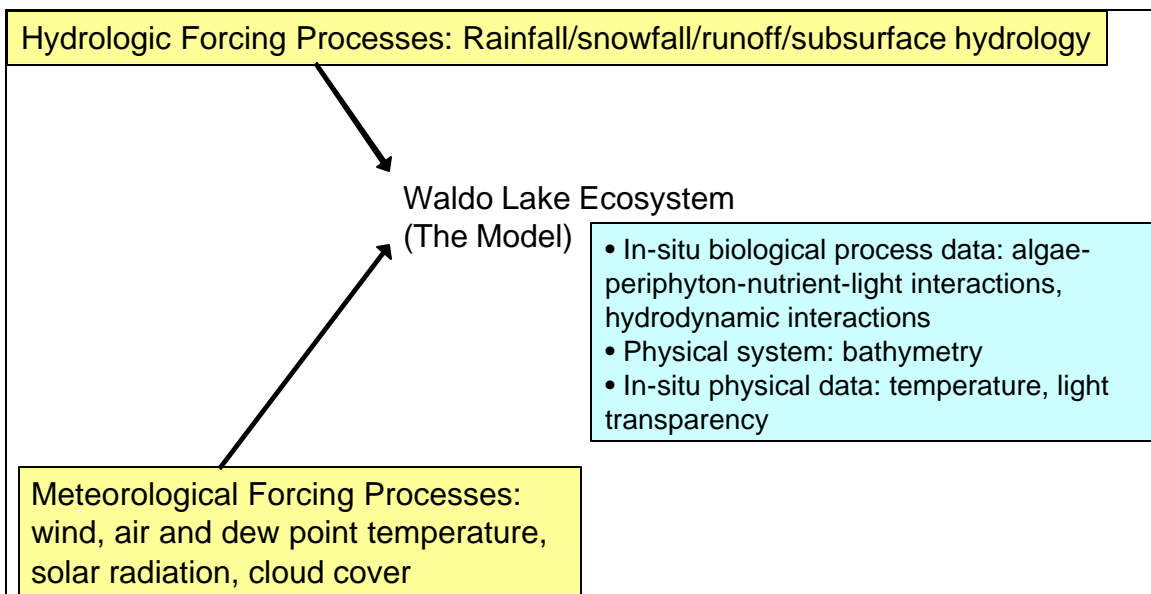 Hydrologic Forcing Processes: Rainfall/snowfall/runoff/subsurface hydrology
Waldo Lake Ecosystem
(The Model)
• In-situ biological process data: algae-
periphyton-nutrient-light interactions,
hydrodynamic interactions
• Physical system: bathymetry
• In-situ physical data: temperature, light
transparency
Meteorological Forcing Processes:
wind, air and dew point temperature,
solar radiation, cloud cover